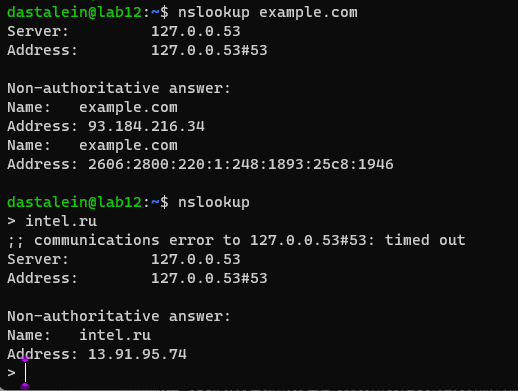 dastalein@lab12:~$ nslookup example.com
Server:         127.0.0.53
Address:        127.0.0.53#53
Non-authoritative answer:
Name:   example.com
Address: 93.184.216.34
Name:   example.com
Address: 2606:2800:220:1:248:1893:25c8:1946
dastalein@lab12:~$ nslookup
> intel.ru
;; communications error to 127.0.0.53#53: timed out
Server:         127.0.0.53
Address:        127.0.0.53#53
Non-authoritative answer:
Name:   intel.ru
Address: 13.91.95.74
>